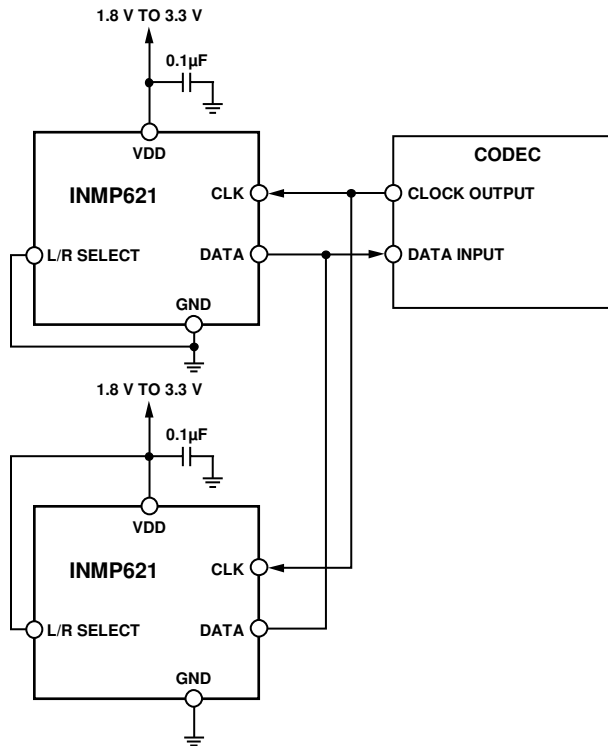 1.8 V TO 3.3 V
0.1µF
VDD
INMP621
CLK
L/R SELECT
DATA
GND
CODEC
CLOCK OUTPUT
DATA INPUT
1.8 V TO 3.3 V
0.1µF
VDD
INMP621
CLK
L/R SELECT
DATA
GND